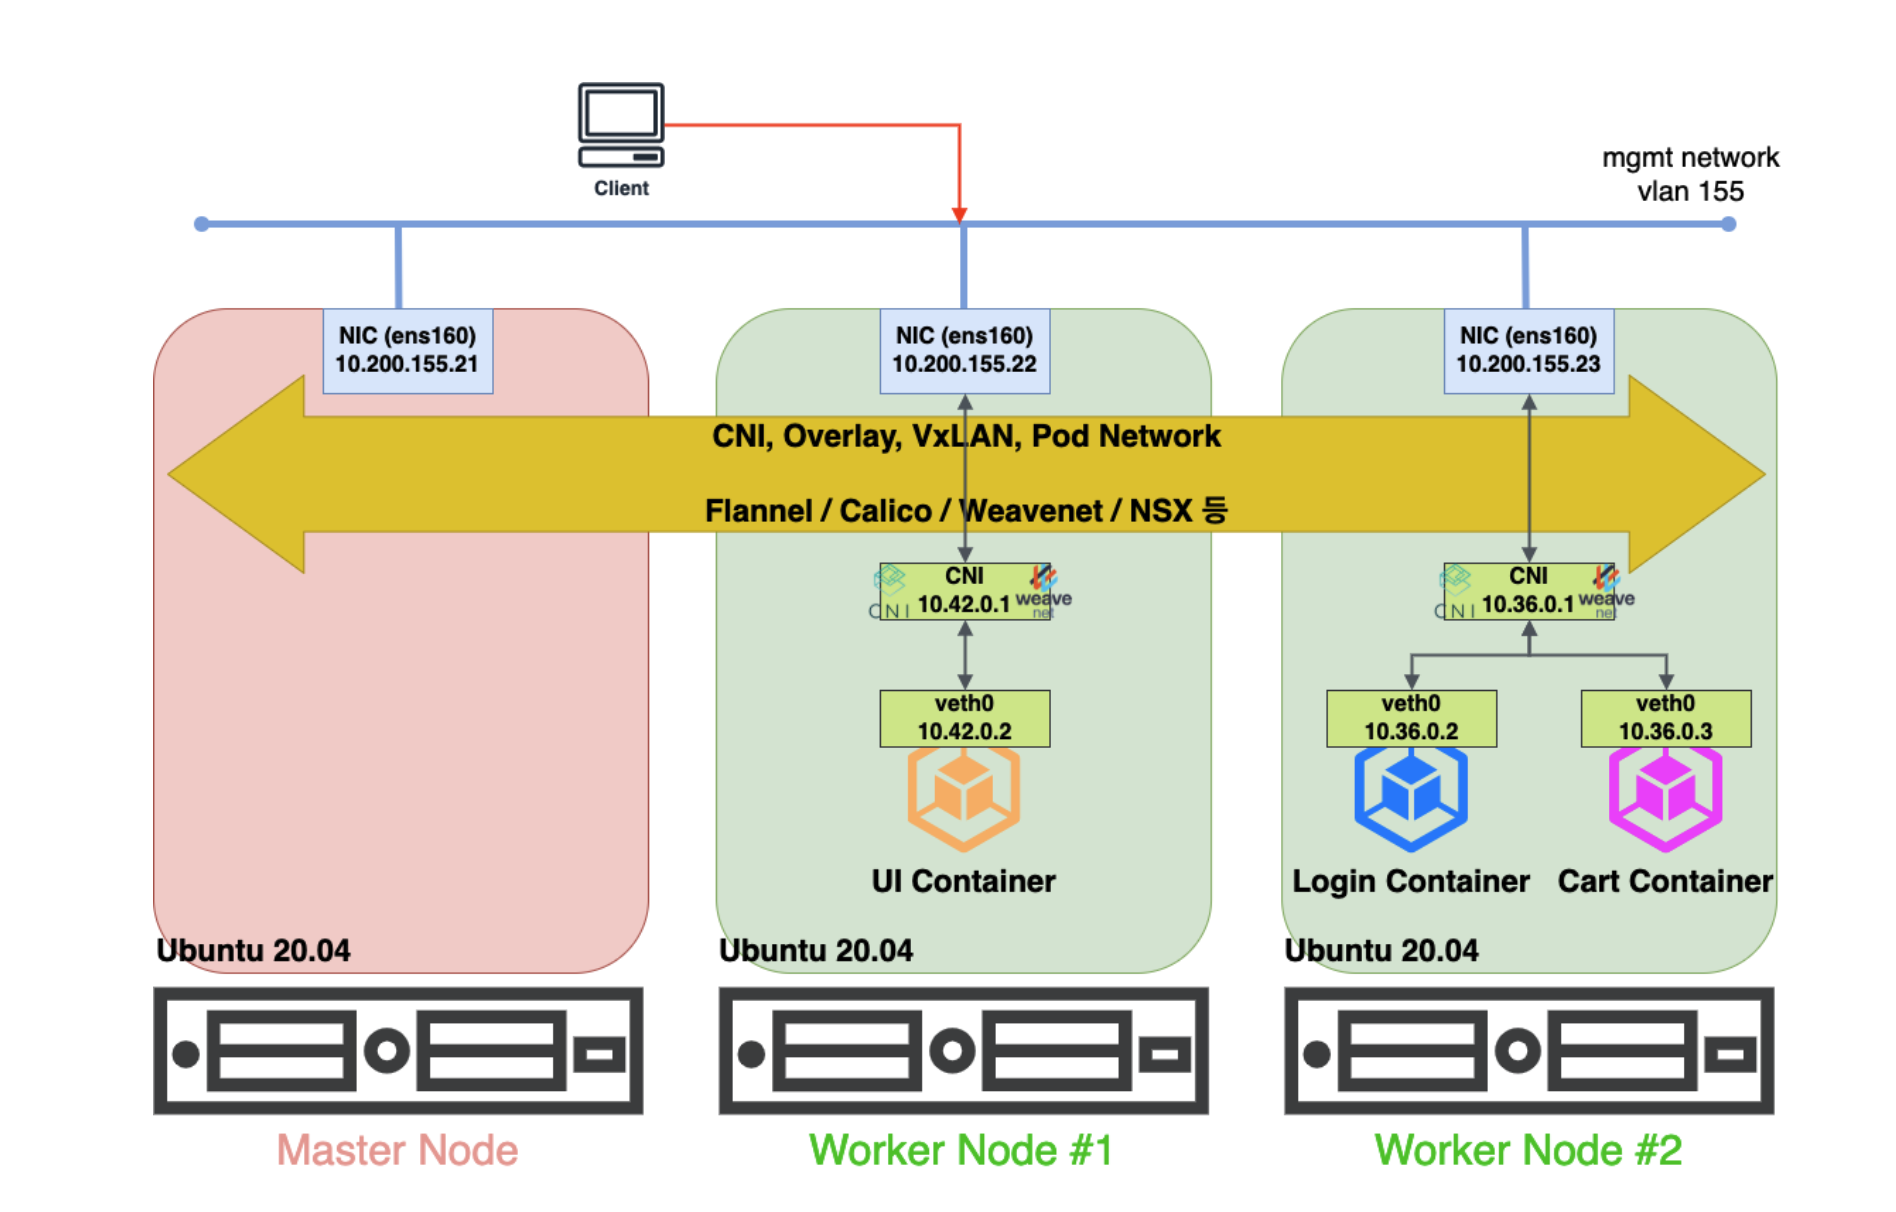 Client
mgmt network
vlan 155
NIC (ens160)
10.200.155.21
NIC (ens160)
10.200.155.22
NIC (ens160)
10.200.155.23
CNI, Overlay, VxLAN, Pod Network
Flannel / Calico / Weavenet / NSX 등
CNI
CNI
10.42.0.1
weave
net
CNI
CNI
10.36.0.1
weave
net
veth0
10.42.0.2
veth0
10.36.0.2
veth0
10.36.0.3
UI Container
Login Container
Cart Container
Ubuntu 20.04
Ubuntu 20.04
Ubuntu 20.04
Master Node
Worker Node #1
Worker Node #2